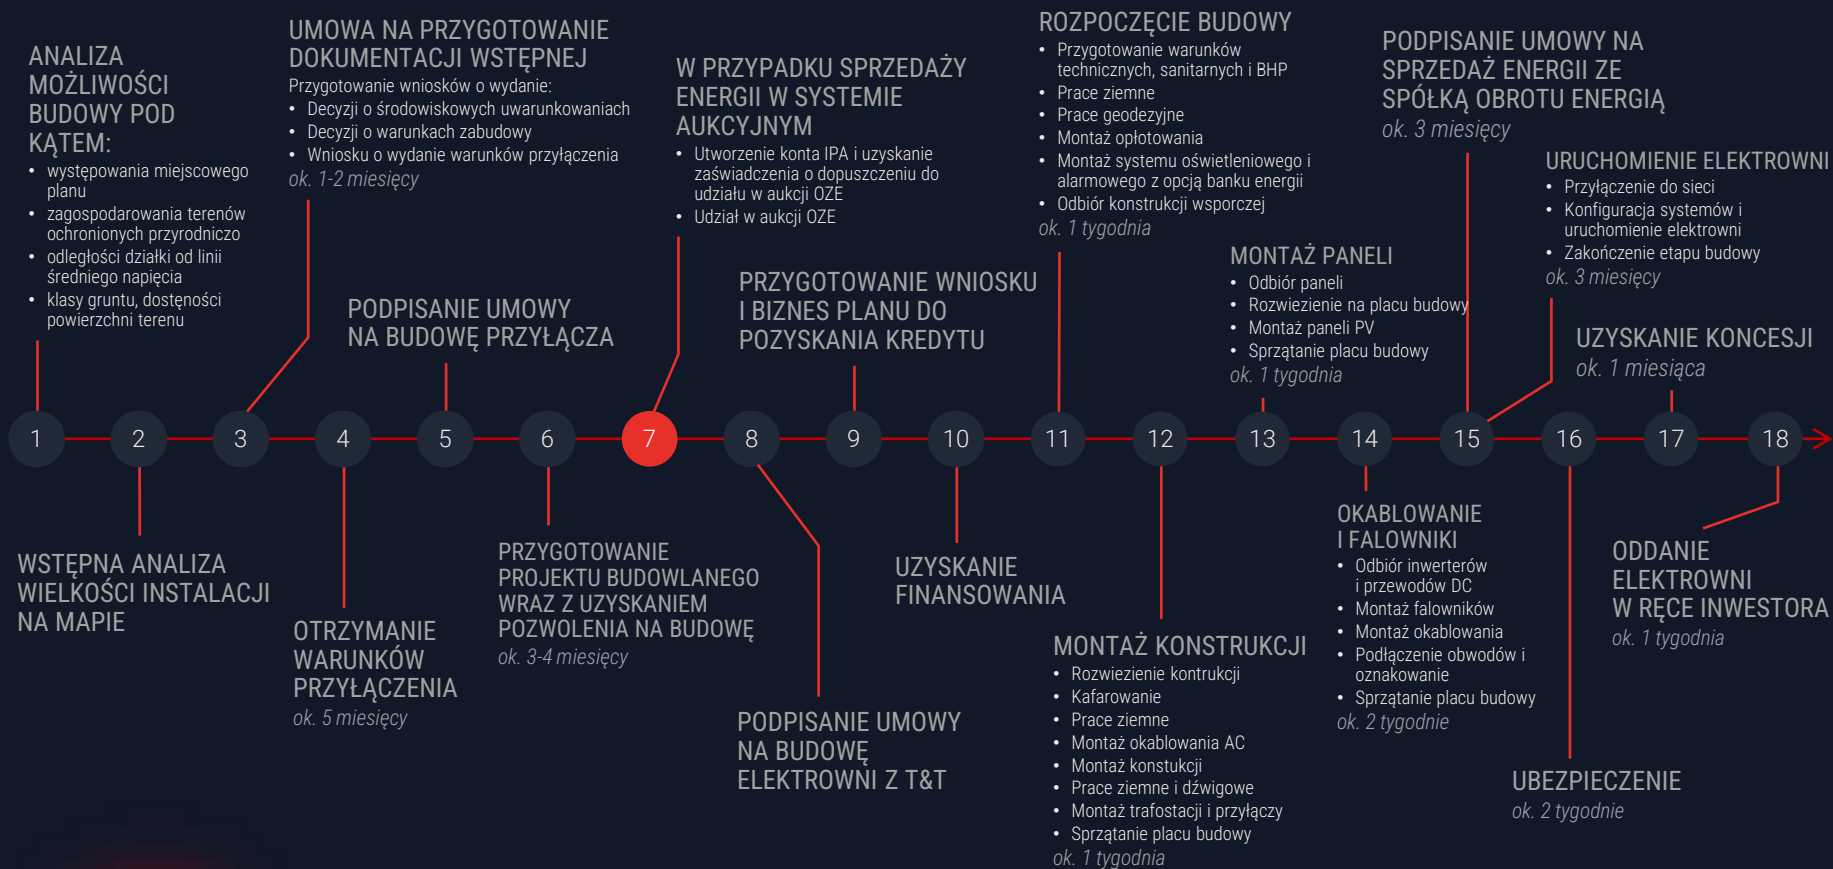 ANALIZA
MOŻLIWOŚCI
BUDOWY POD
KĄTEM:
• występowania miejscowego
planu
• zagospodarowania terenów
ochronionych przyrodniczo
• odległości działki od linii
średniego napięcia
• klasy gruntu, dostęności
powierzchni terenu
UMOWA NA PRZYGOTOWANIE
DOKUMENTACJI WSTĘPNEJ
Przygotowanie wniosków o wydanie:
• Decyzji o środowiskowych uwarunkowaniach
• Decyzji o warunkach zabudowy
• Wniosku o wydanie warunków przyłączenia
ok. 1-2 miesięcy
PODPISANIE UMOWY
NA BUDOWĘ PRZYŁĄCZA
W PRZYPADKU SPRZEDAŻY
ENERGII W SYSTEMIE
AUKCYJNYM
• Utworzenie konta IPA i uzyskanie
zaświadczenia o dopuszczeniu do
udziału w aukcji OZE
• Udział w aukcji OZE
PRZYGOTOWANIE WNIOSKU
I BIZNES PLANU DO
POZYSKANIA KREDYTU
ROZPOCZĘCIE BUDOWY
• Przygotowanie warunków
technicznych, sanitarnych i BHP
• Prace ziemne
• Prace geodezyjne
• Montaż opłotowania
• Montaż systemu oświetleniowego i
alarmowego z opcją banku energii
• Odbiór konstrukcji wsporczej
ok. 1 tygodnia
MONTAŻ PANELI
• Odbiór paneli
• Rozwiezienie na placu budowy
• Montaż paneli PV
• Sprzątanie placu budowy
ok. 1 tygodnia
PODPISANIE UMOWY NA
SPRZEDAŻ ENERGII ZE
SPÓŁKĄ OBROTU ENERGIĄ
ok. 3 miesięcy
URUCHOMIENIE ELEKTROWNI
• Przyłączenie do sieci
• Konfiguracja systemów i
uruchomienie elektrowni
• Zakończenie etapu budowy
ok. 3 miesięcy
UZYSKANIE KONCESJI
ok. 1 miesiąca
1 2 3 4 5 6 7 8 9 10 11 12 13 14 15 16 17 18
WSTĘPNA ANALIZA
WIELKOŚCI INSTALACJI
NA MAPIE
OTRZYMANIE
WARUNKÓW
PRZYŁĄCZENIA
ok. 5 miesięcy
PRZYGOTOWANIE
PROJEKTU BUDOWLANEGO
WRAZ Z UZYSKANIEM
POZWOLENIA NA BUDOWĘ
ok. 3-4 miesięcy
PODPISANIE UMOWY
NA BUDOWĘ
ELEKTROWNI Z T&T
UZYSKANIE
FINANSOWANIA
MONTAŻ KONSTRUKCJI
• Rozwiezienie kontrukcji
• Kafarowanie
• Prace ziemne
• Montaż okablowania AC
• Montaż konstukcji
• Prace ziemne i dźwigowe
• Montaż trafostacji i przyłączy
• Sprzątanie placu budowy
ok. 1 tygodnia
OKABLOWANIE
I FALOWNIKI
• Odbiór inwerterów
i przewodów DC
• Montaż falowników
• Montaż okablowania
• Podłączenie obwodów i
oznakowanie
• Sprzątanie placu budowy
ok. 2 tygodnie
UBEZPIECZENIE
ok. 2 tygodnie
ODDANIE
ELEKTROWNI
W RĘCE INWESTORA
ok. 1 tygodnia